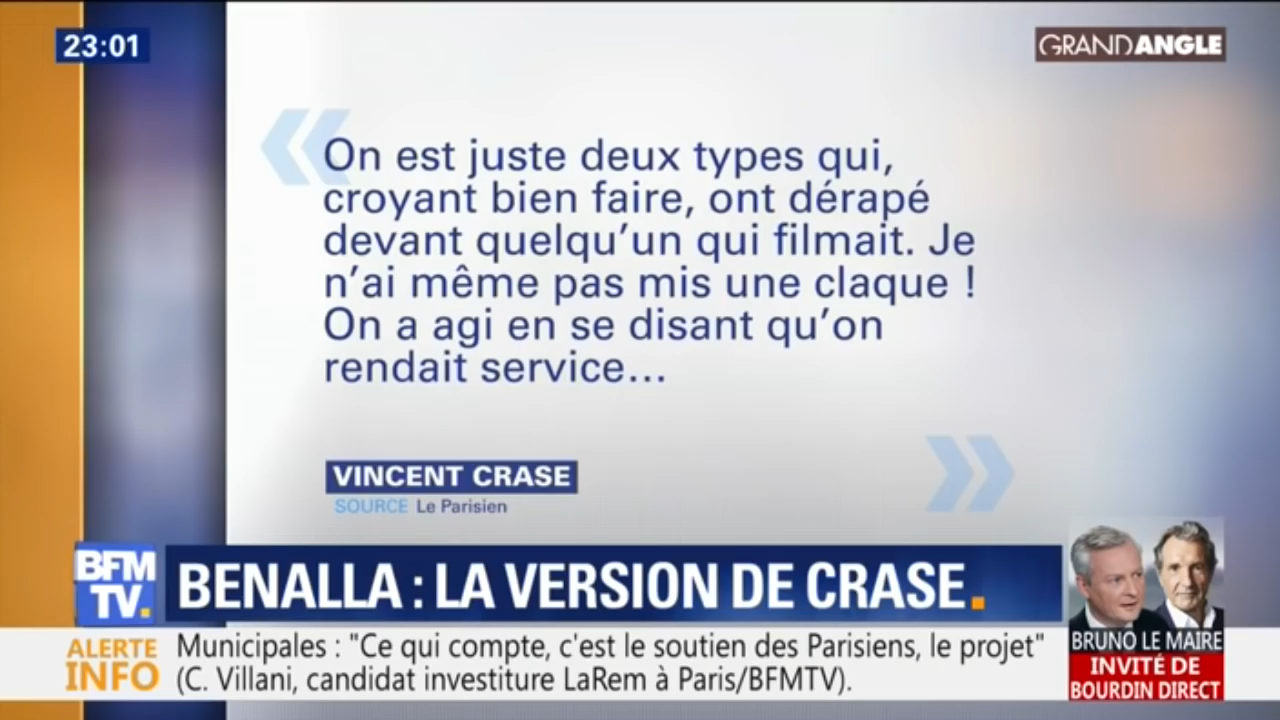 23:01
GRAND ANGLE
On est juste deux types qui,
croyant bien faire, ont dérapé
devant quelqu’un qui filmait. Je
n’ai même pas mis une claque !
On a agi en se disant qu’on
rendait service...
VINCENT CRASE
SOURCE Le Parisien
BFM
TV.
BENALLA : LA VERSION DE CRASE.
ALERTE
INFO
Municipales : "Ce qui compte, c'est le soutien des Parisiens, le projet"
(C. Villani, candidat investiture LaRem à Paris/BFMTV).
BRUNO LE MAIRE
INVITÉ DE
BOURDIN DIRECT